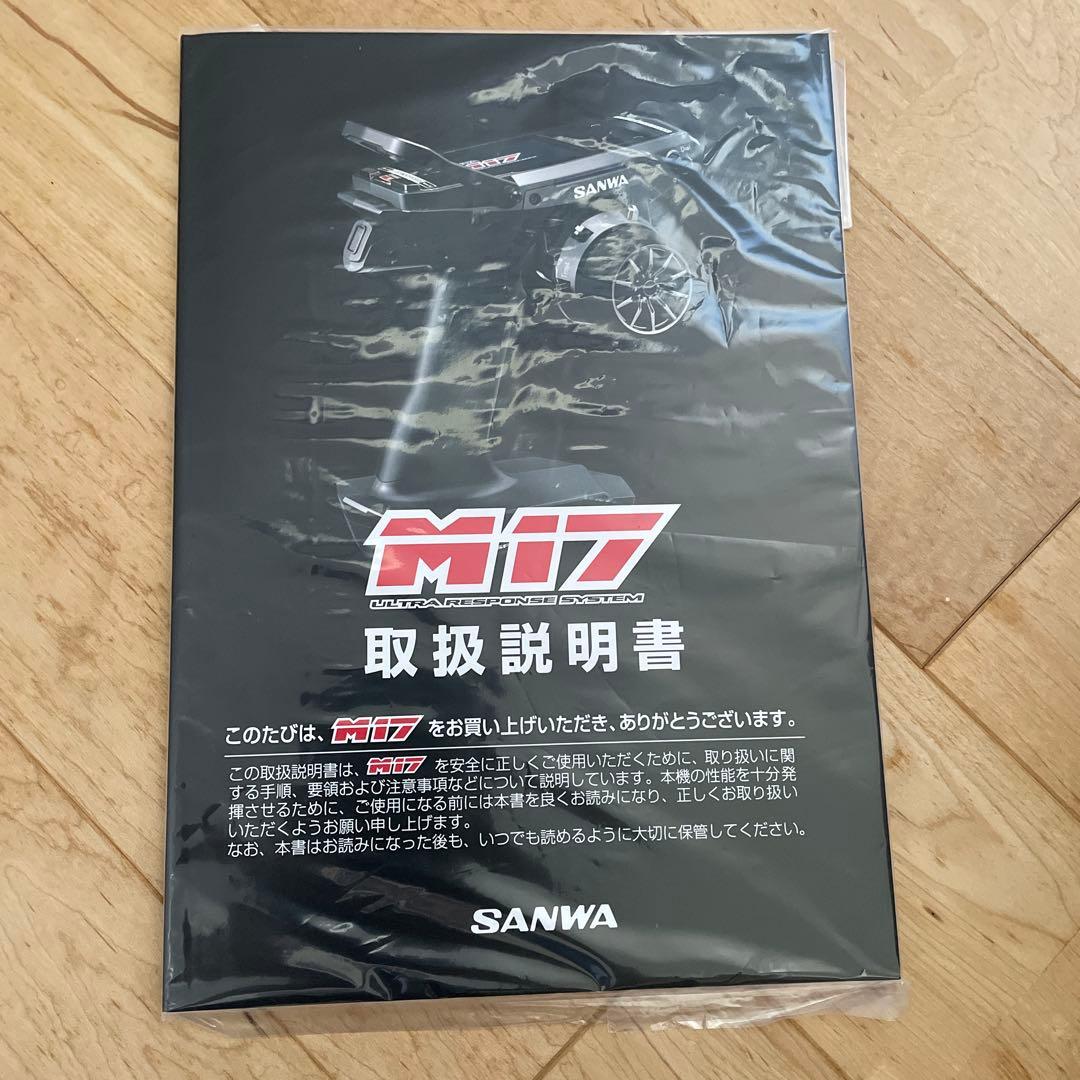 M17
SANWA
M17
ULTRA RESPONSE SYSTEM
取扱説明書
このたびは、M17をお買い上げいただき、ありがとうございます。
この取扱説明書は、M17 を安全に正しくご使用いただくために、取り扱いに関
する手順、要領および注意事項などについて説明しています。本機の性能を十分発
揮させるために、ご使用になる前には本書を良くお読みになり、正しくお取り扱い
いただくようお願い申し上げます。
なお、本書はお読みになった後も、いつでも読めるように大切に保管してください。
SANWA